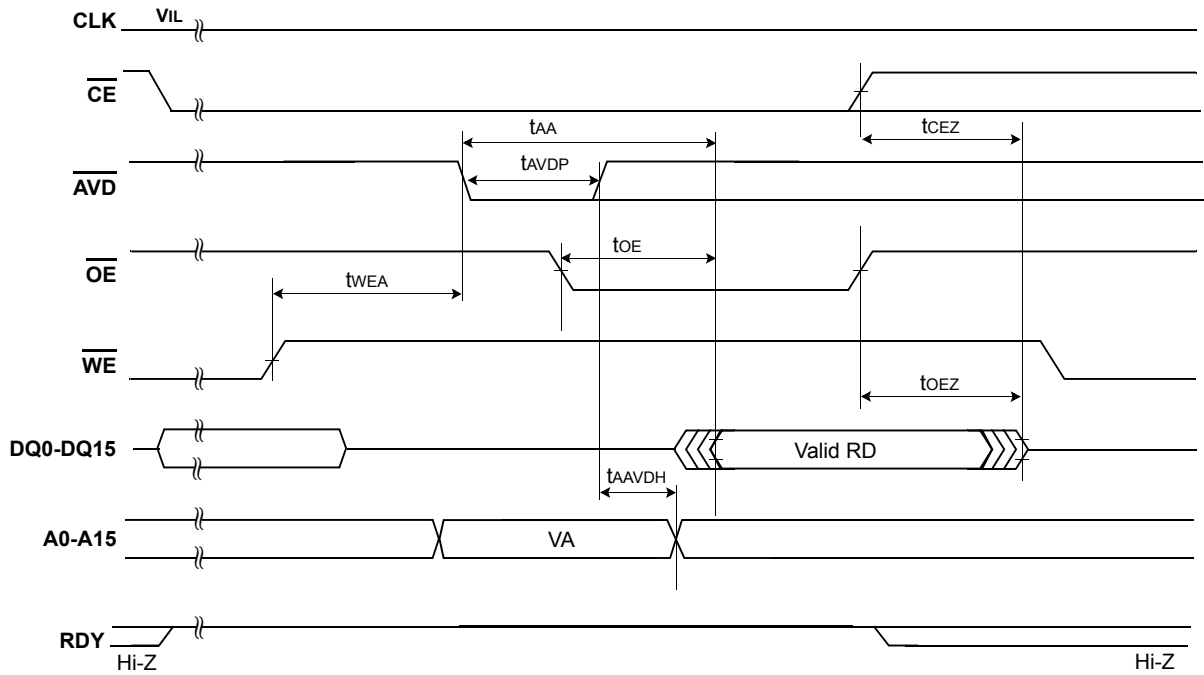 CLK VIL
CE
tAA
tCEZ
AVD
tAVDP
OE
tOE
tWEA
WE
tOEZ
DQ0-DQ15
Valid RD
tAAVDH
A0-A15
VA
RDY
Hi-Z
Hi-Z